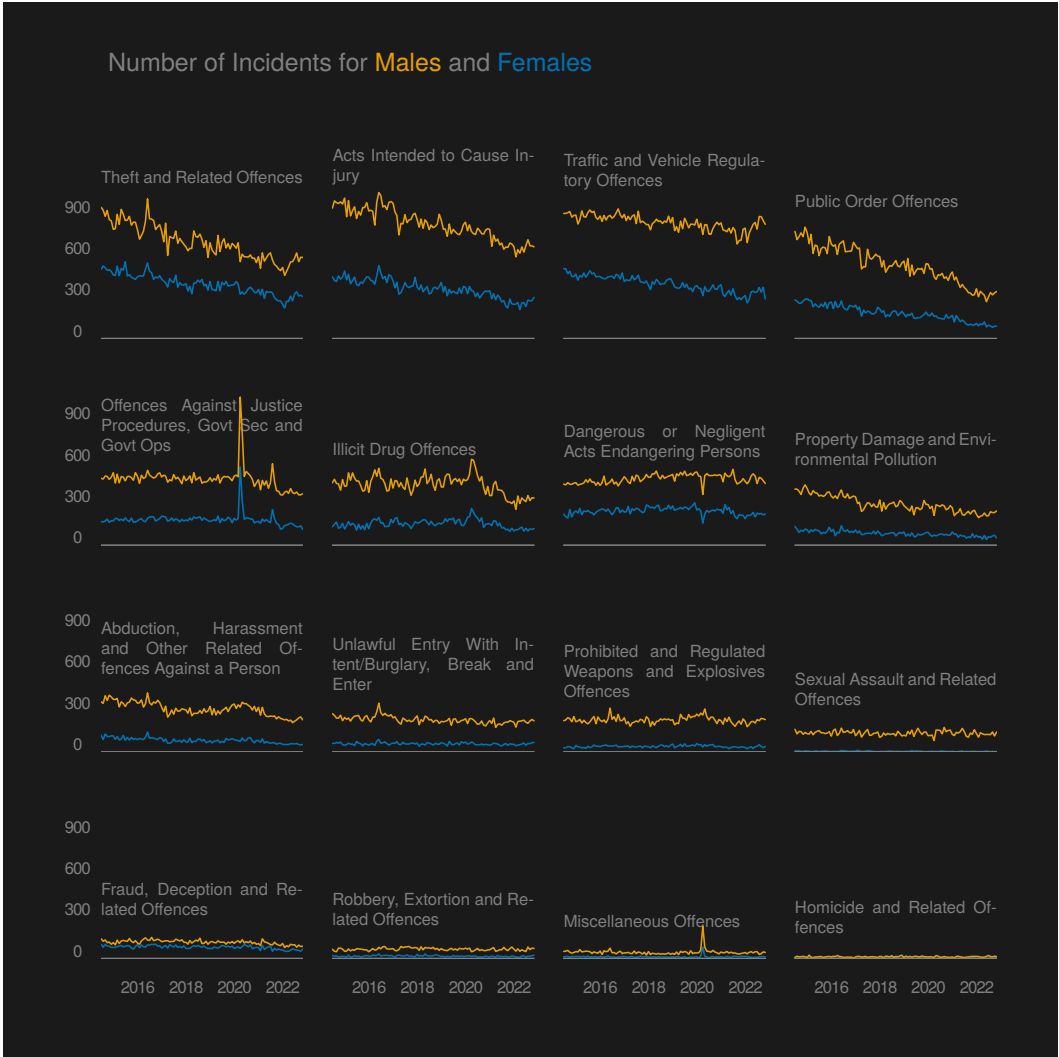 Number of Incidents for Males and Females
Theft and Related Offences
Acts Intended to Cause In-
jury
Traffic and Vehicle Regula-
tory Offences
Public Order Offences
900
600
300
0
Offences Against Justice
Procedures, Govt Sec and
Govt Ops
Illicit Drug Offences
Dangerous or Negligent
Acts Endangering Persons
Property Damage and Envi-
ronmental Pollution
900
600
300
0
Abduction, Harassment
and Other Related Of-
fences Against a Person
Unlawful Entry With In-
tent/Burglary, Break and
Enter
Prohibited and Regulated
Weapons and Explosives
Offences
Sexual Assault and Related
Offences
900
600
300
0
Fraud, Deception and Re-
lated Offences
Robbery, Extortion and Re-
lated Offences
Miscellaneous Offences
Homicide and Related Of-
fences
900
600
300
0
2016 2018 2020 2022
2016 2018 2020 2022
2016 2018 2020 2022
2016 2018 2020 2022